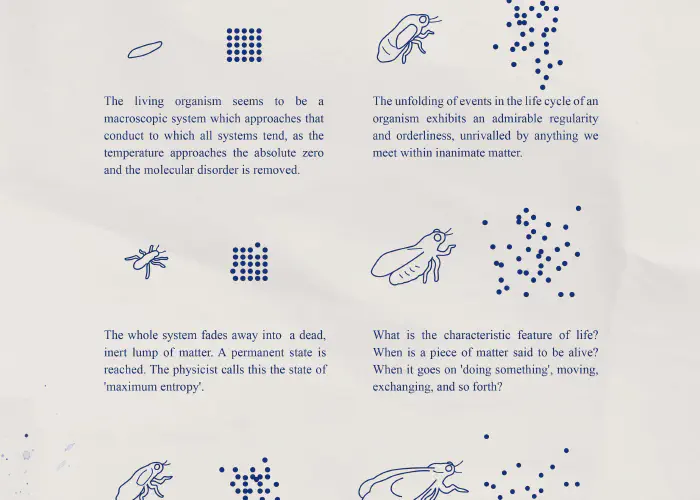 The living organism seems to be a
macroscopic system which approaches that
conduct to which all systems tend, as the
temperature approaches the absolute zero
and the molecular disorder is removed.
The unfolding of events in the life cycle of an
organism exhibits an admirable regularity
and orderliness, unrivalled by anything we
meet within inanimate matter.
The whole system fades away into a dead,
inert lump of matter. A permanent state is
reached. The physicist calls this the state of
'maximum entropy'.
What is the characteristic feature of life?
When is a piece of matter said to be alive?
When it goes on 'doing something', moving,
exchanging, and so forth?